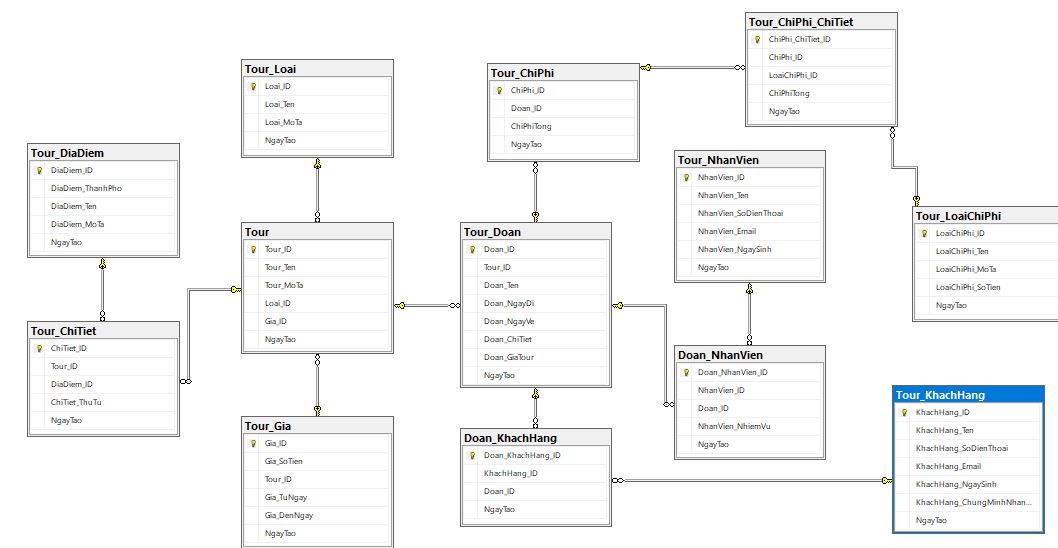 Tour_ChiPhi_ChiTiet
ChiPhi_ChiTiet_ID
ChiPhi_ID
LoaiChiPhi_ID
ChiPhiTong
NgayTao
Tour_Loai
Loai_ID
Loai_Ten
Loai_MoTa
NgayTao
Tour_ChiPhi
ChiPhi_ID
Doan_ID
ChiPhiTong
NgayTao
Tour_DiaDiem
DiaDiem_ID
DiaDiem_ThanhPho
DiaDiem_Ten
DiaDiem_MoTa
NgayTao
Tour_NhanVien
NhanVien_ID
NhanVien_Ten
NhanVien_SoDienThoai
NhanVien_Email
NhanVien_NgaySinh
NgayTao
Tour_LoaiChiPhi
LoaiChiPhi_ID
LoaiChiPhi_Ten
LoaiChiPhi_MoTa
LoaiChiPhi_SoTien
NgayTao
Tour
Tour_ID
Tour_Ten
Tour_MoTa
Loai_ID
Gia_ID
NgayTao
Tour_Doan
Doan_ID
Tour_ID
Doan_Ten
Doan_NgayDi
Doan_NgayVe
Doan_ChiTiet
Doan_GiaTour
NgayTao
Tour_ChiTiet
ChiTiet_ID
Tour_ID
DiaDiem_ID
ChiTiet_ThuTu
NgayTao
Doan_NhanVien
Doan_NhanVien_ID
NhanVien_ID
Doan_ID
NhanVien_NhiemVu
NgayTao
Tour_KhachHang
KhachHang_ID
KhachHang_Ten
KhachHang_SoDienThoai
KhachHang_Email
KhachHang_NgaySinh
KhachHang_ChungMinhNhan...
NgayTao
Tour_Gia
Gia_ID
Gia_SoTien
Tour_ID
Gia_TuNgay
Gia_DenNgay
NgayTao
Doan_KhachHang
Doan_KhachHang_ID
KhachHang_ID
Doan_ID
NgayTao